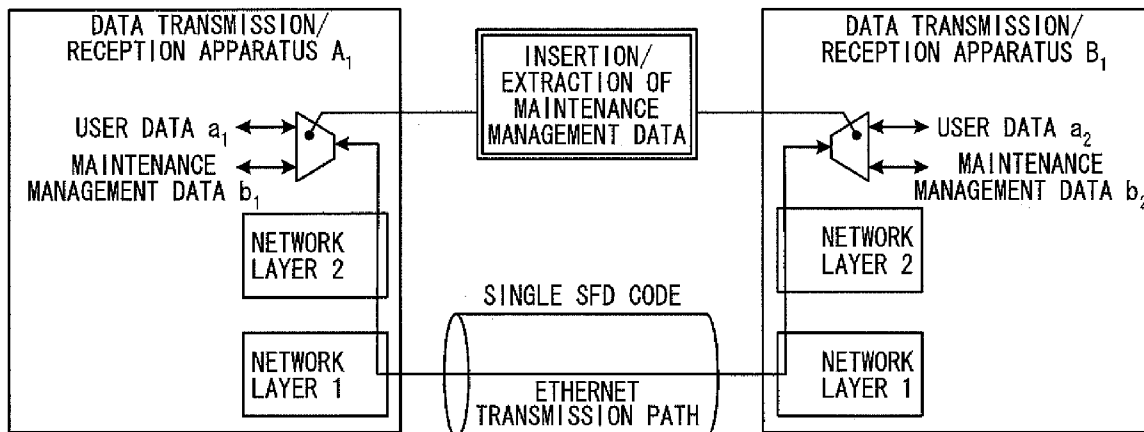 DATA TRANSMISSION/
RECEPTION APPARATUS A₁
USER DATA a₁
MAINTENANCE
MANAGEMENT DATA b₁
NETWORK
LAYER 2
NETWORK
LAYER 1
INSERTION/
EXTRACTION OF
MAINTENANCE
MANAGEMENT DATA
SINGLE SFD CODE
ETHERNET
TRANSMISSION PATH
DATA TRANSMISSION/
RECEPTION APPARATUS B₁
USER DATA a₂
MAINTENANCE
MANAGEMENT DATA b₂
NETWORK
LAYER 2
NETWORK
LAYER 1